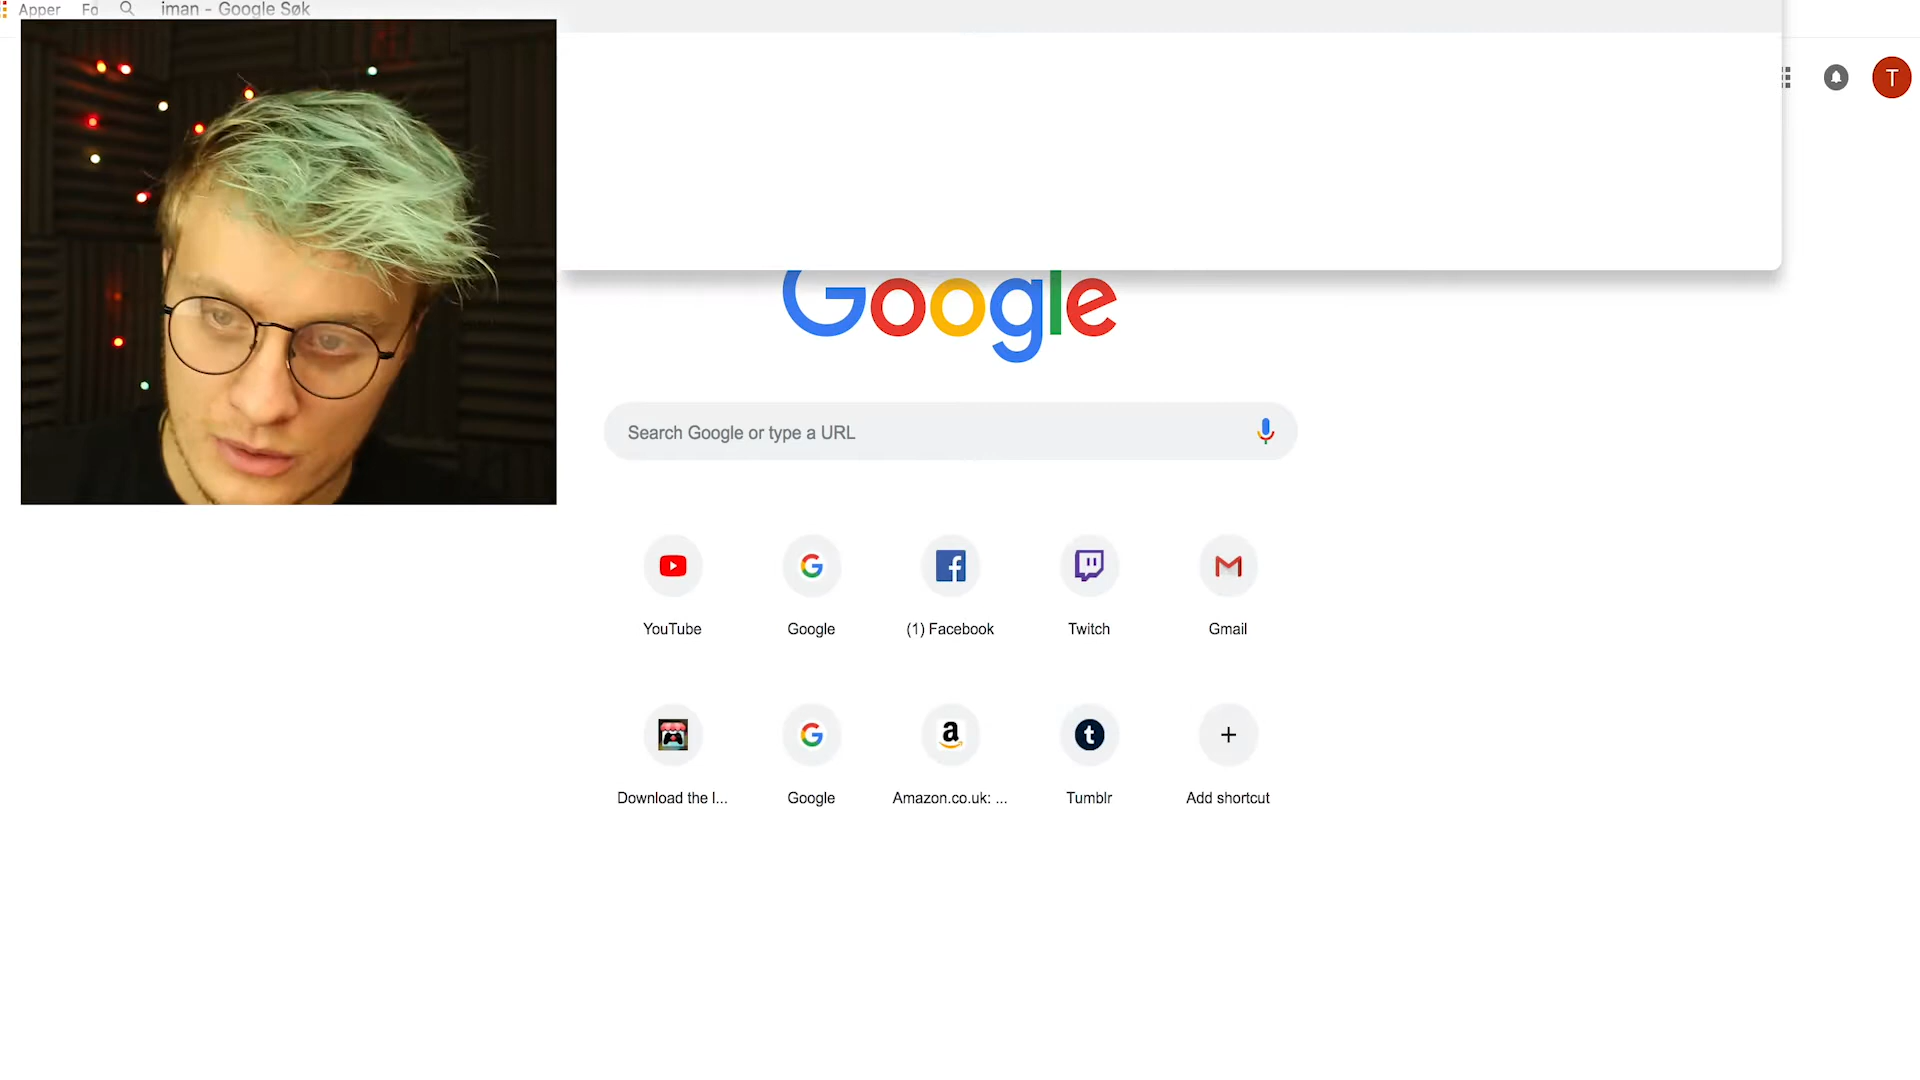 Apper Fo iman - Google Søk
T
Google
Search Google or type a URL
YouTube Google (1) Facebook Twitch Gmail
Download the l... Google Amazon.co.uk: ... Tumblr Add shortcut